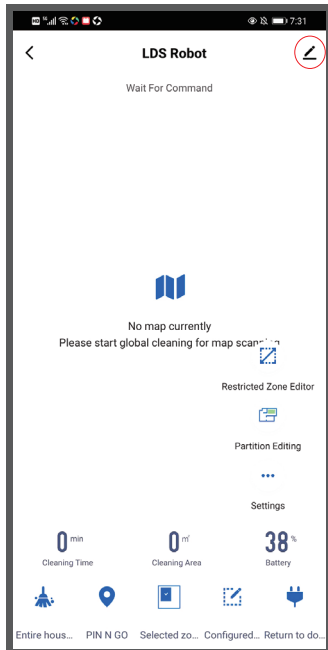 7:31
LDS Robot
Wait For Command
No map currently
Please start global cleaning for map scanning
Restricted Zone Editor
Partition Editing
Settings
0 min
0 ㎡
38 %
Cleaning Time
Cleaning Area
Battery
Entire hous...
PIN N GO
Selected zo...
Configured...
Return to do...